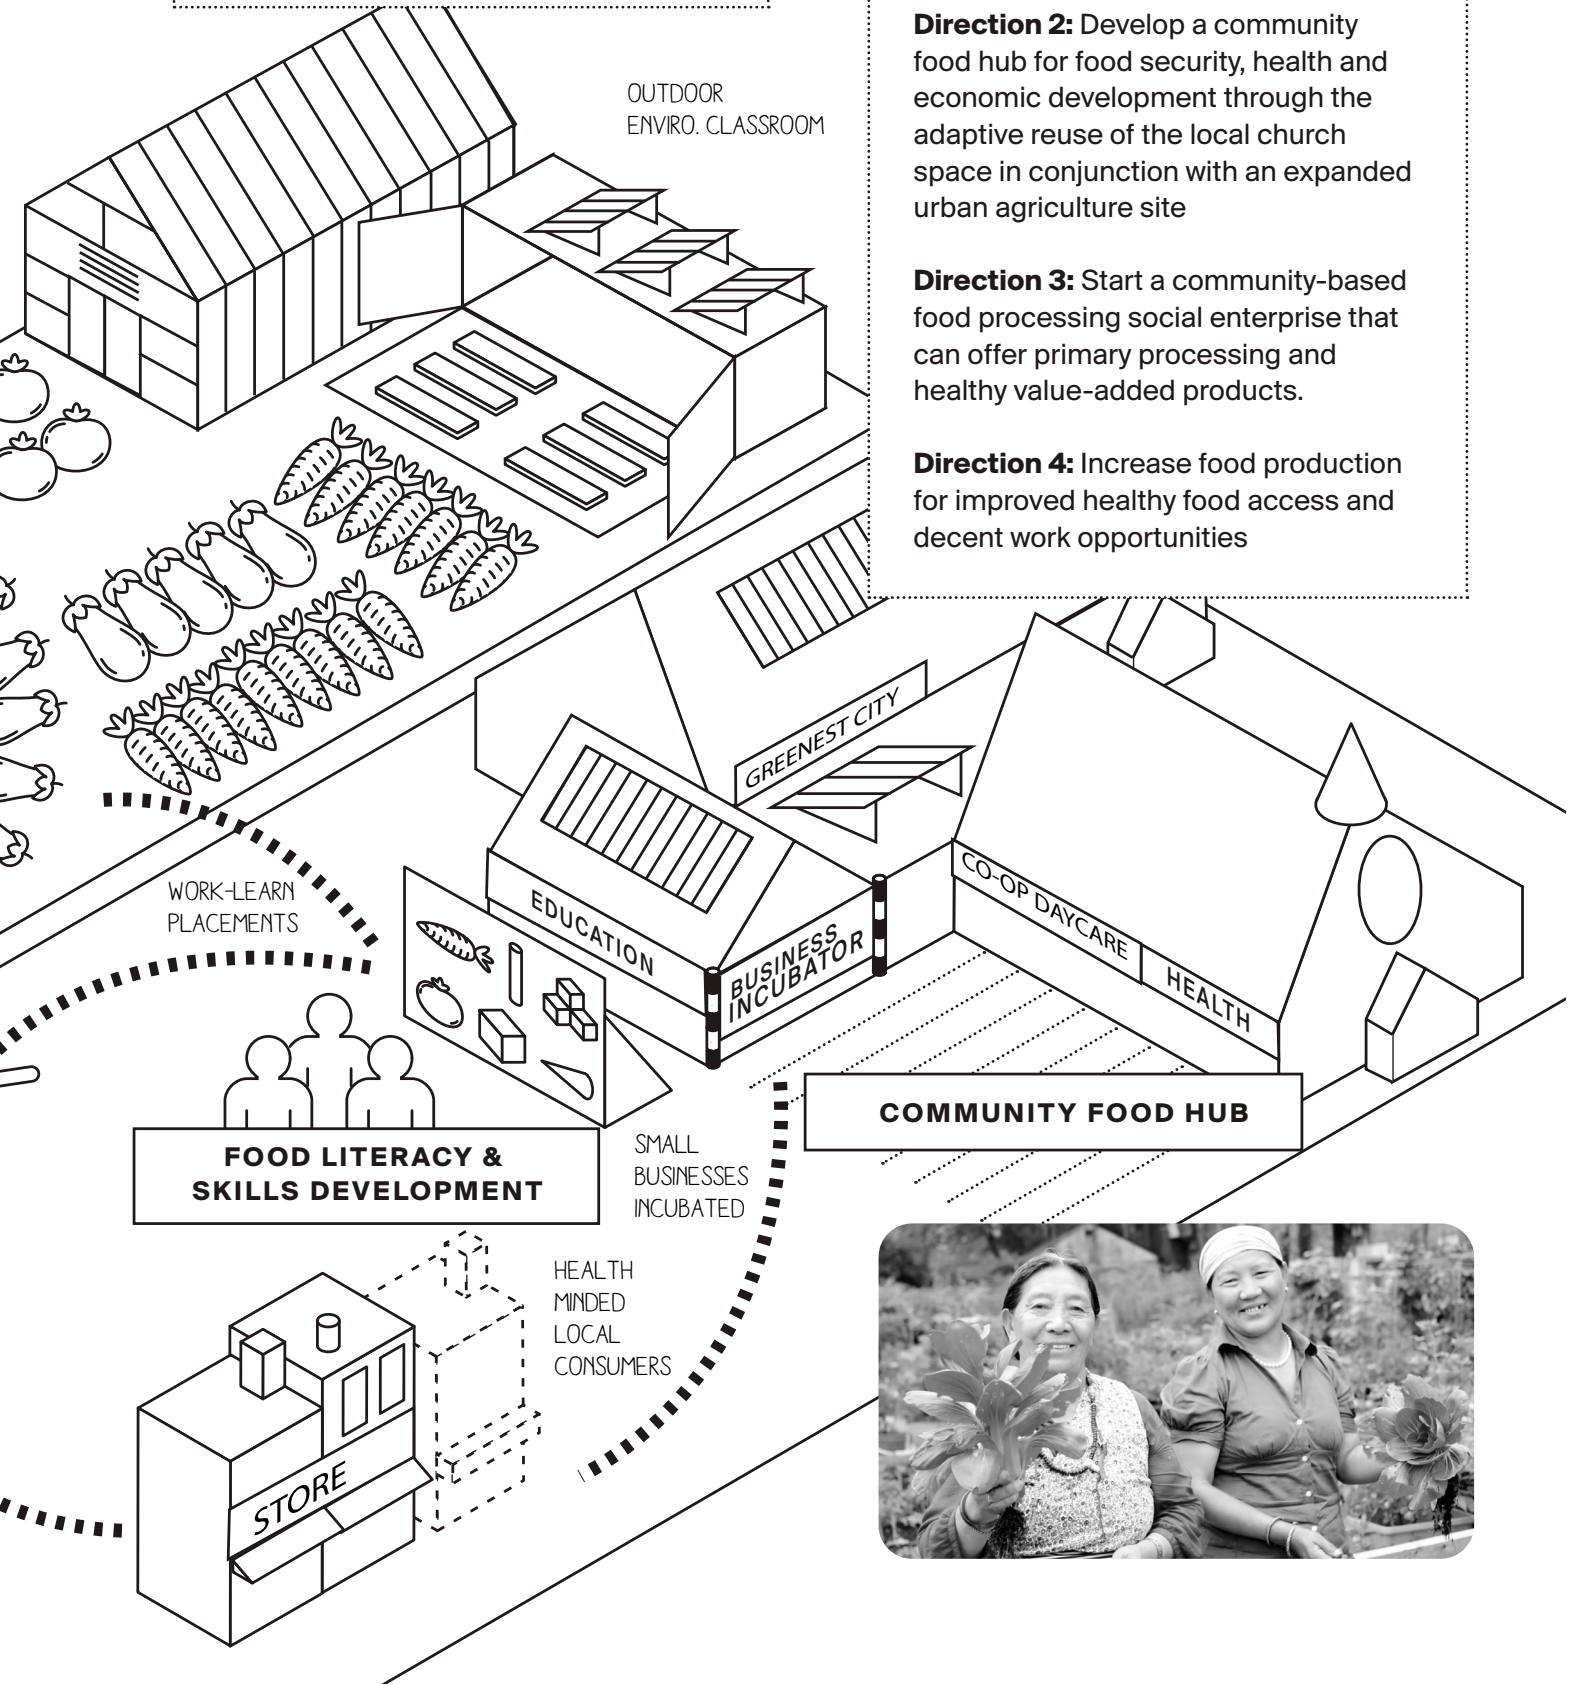 OUTDOOR
ENVIRO. CLASSROOM
Direction 2: Develop a community
food hub for food security, health and
economic development through the
adaptive reuse of the local church
space in conjunction with an expanded
urban agriculture site
Direction 3: Start a community-based
food processing social enterprise that
can offer primary processing and
healthy value-added products.
Direction 4: Increase food production
for improved healthy food access and
decent work opportunities
GREENEST CITY
WORK-LEARN
PLACEMENTS
EDUCATION
BUSINESS
INCUBATOR
CO-OP DAYCARE
HEALTH
COMMUNITY FOOD HUB
FOOD LITERACY &
SKILLS DEVELOPMENT
SMALL
BUSINESSES
INCUBATED
HEALTH
MINDED
LOCAL
CONSUMERS
STORE